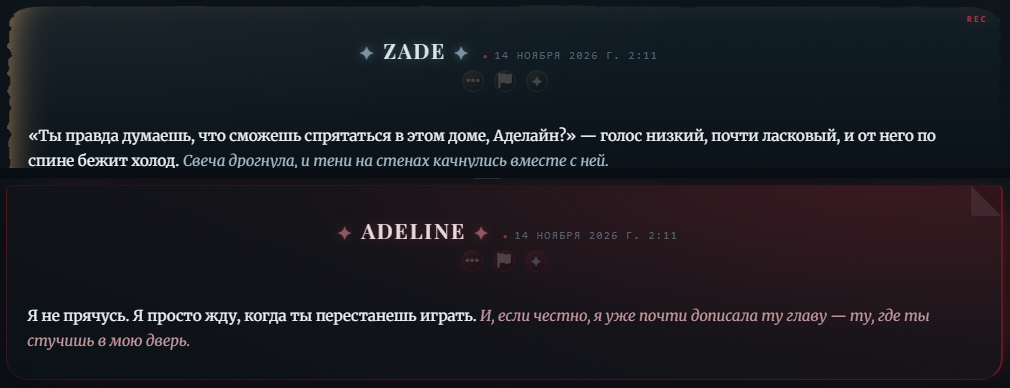 REC
✦ ZADE ✦ • 14 НОЯБРЯ 2026 Г. 2:11
«Ты правда думаешь, что сможешь спрятаться в этом доме, Аделайн?» — голос низкий, почти ласковый, и от него по
спине бежит холод. Свеча дрогнула, и тени на стенах качнулись вместе с ней.
✦ ADELINE ✦ • 14 НОЯБРЯ 2026 Г. 2:11
Я не прячусь. Я просто жду, когда ты перестанешь играть. И, если честно, я уже почти дописала ту главу — ту, где ты
стучишь в мою дверь.